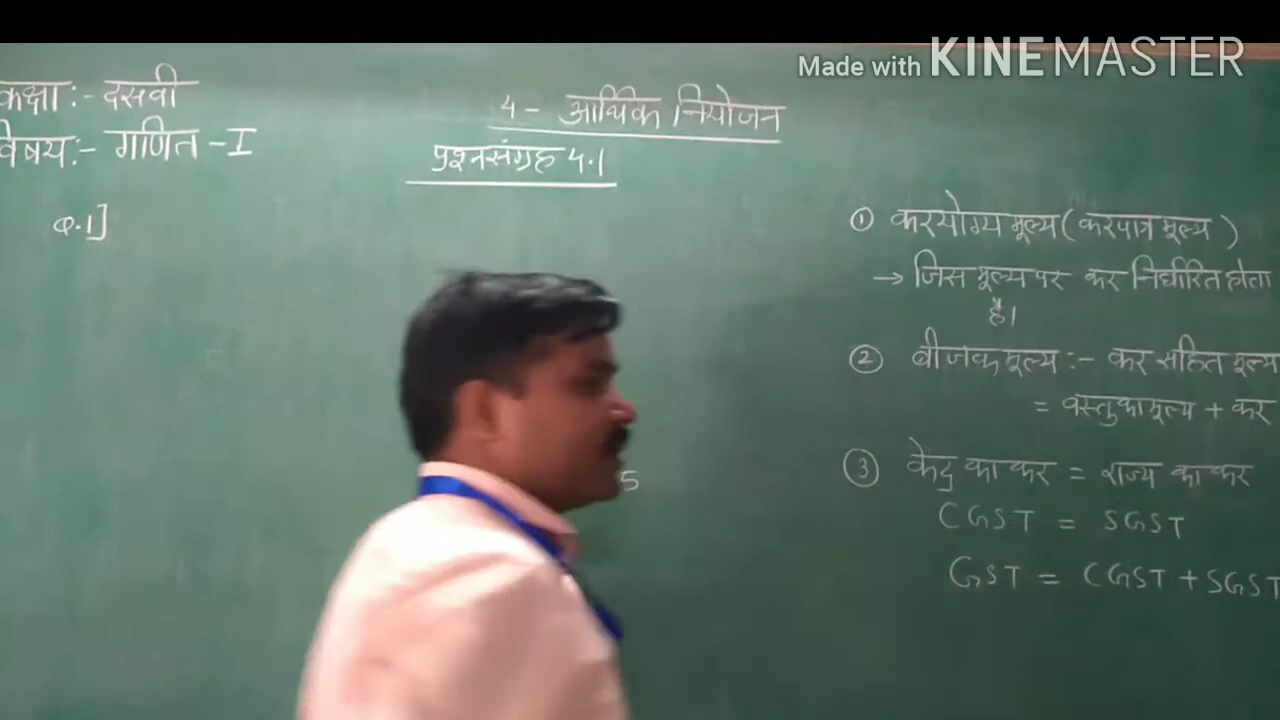 Made with KINEMASTER
कक्षा:- दसवी
विषय:- गणित - I
4 - आर्थिक नियोजन
प्रश्नसंग्रह 4.1
Q.1]
5
① करयोग्य मूल्य (करपात्र मूल्य)
→ जिस मूल्य पर कर निर्धारित होता
है।
② बीजक मूल्य :- कर सहित मूल्य
= वस्तु का मूल्य + कर
③ केंद्र का कर = राज्य का कर
CGST = SGST
GST = CGST + SGST